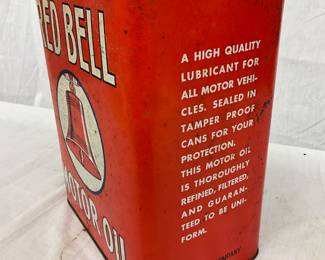 RED BELL
MOTOR OIL
A HIGH QUALITY
LUBRICANT FOR
ALL MOTOR VEHI-
CLES. SEALED IN
TAMPER PROOF
CANS FOR YOUR
PROTECTION.
THIS MOTOR OIL
IS THOROUGHLY
REFINED, FILTERED,
AND GUARAN-
TEED TO BE UNI-
FORM.
COMPANY